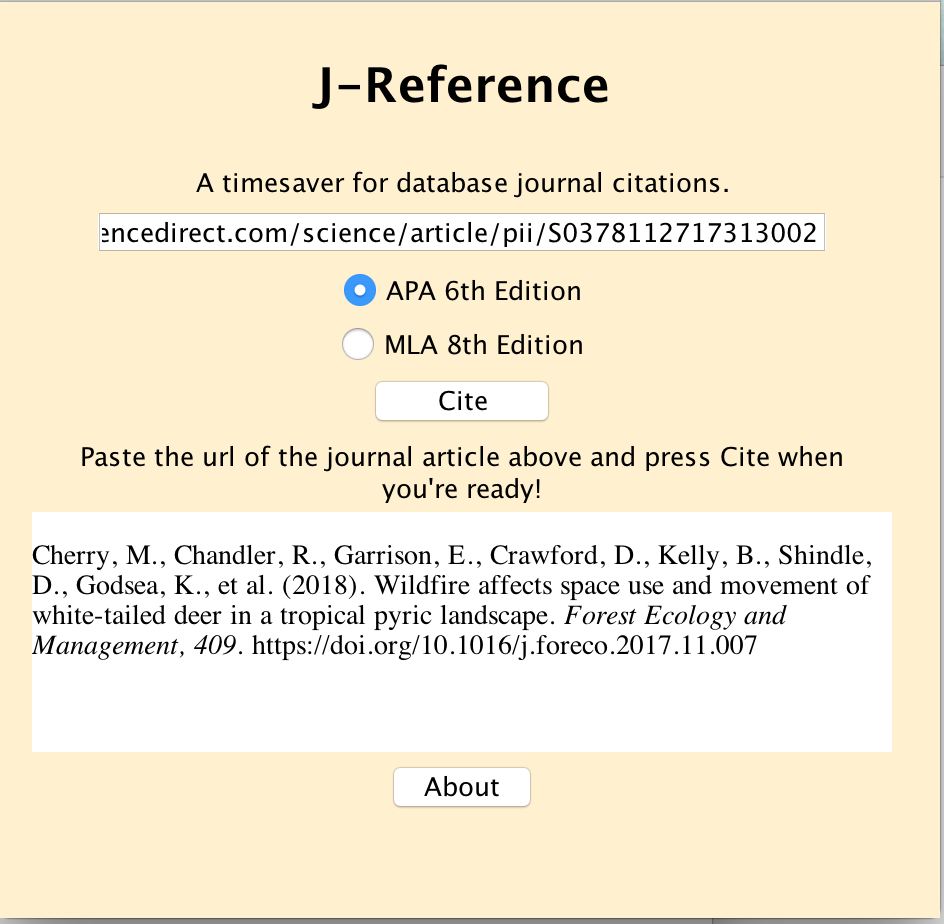 J-Reference
A timesaver for database journal citations.
encedirect.com/science/article/pii/S0378112717313002
APA 6th Edition
MLA 8th Edition
Cite
Paste the url of the journal article above and press Cite when
you're ready!
Cherry, M., Chandler, R., Garrison, E., Crawford, D., Kelly, B., Shindle,
D., Godsea, K., et al. (2018). Wildfire affects space use and movement of
white-tailed deer in a tropical pyric landscape. Forest Ecology and
Management, 409. https://doi.org/10.1016/j.foreco.2017.11.007
About